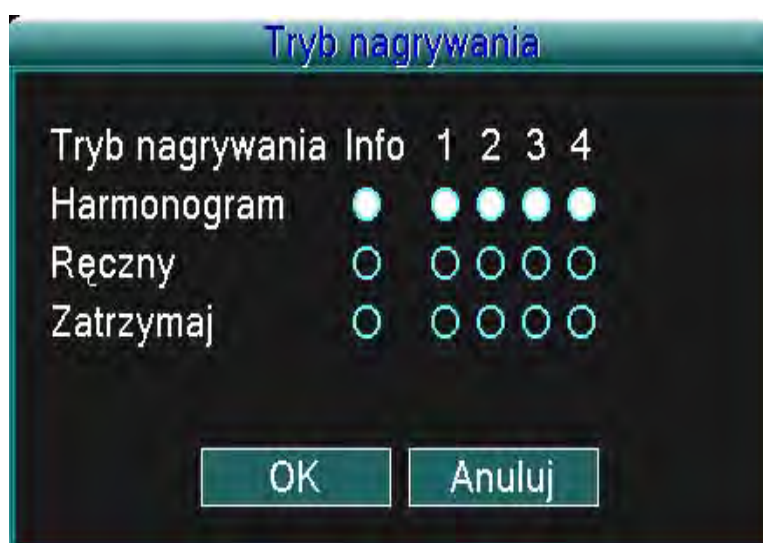 Tryb nagrywania
Tryb nagrywania Info 1 2 3 4
Harmonogram
Ręczny
Zatrzymaj
OK Anuluj